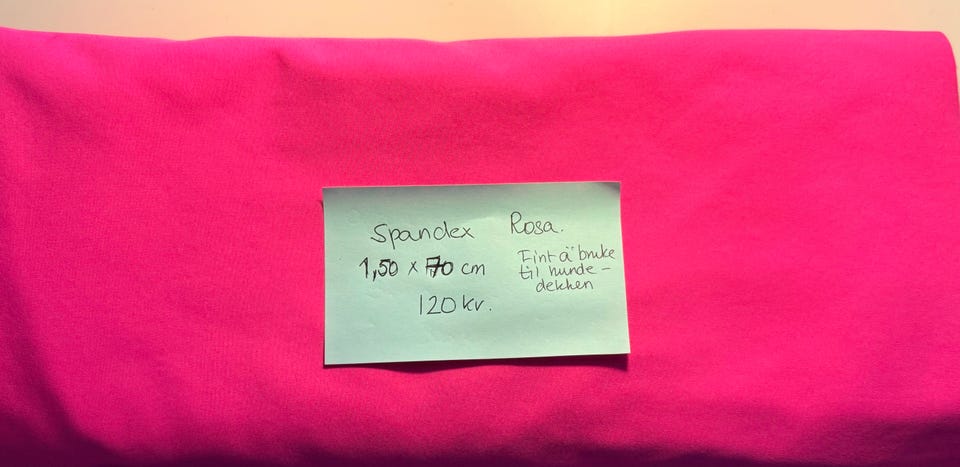 Spandex Rosa.
1,50 x 70 cm
120 kr.
Fint å bruke
til hunde-
dekken